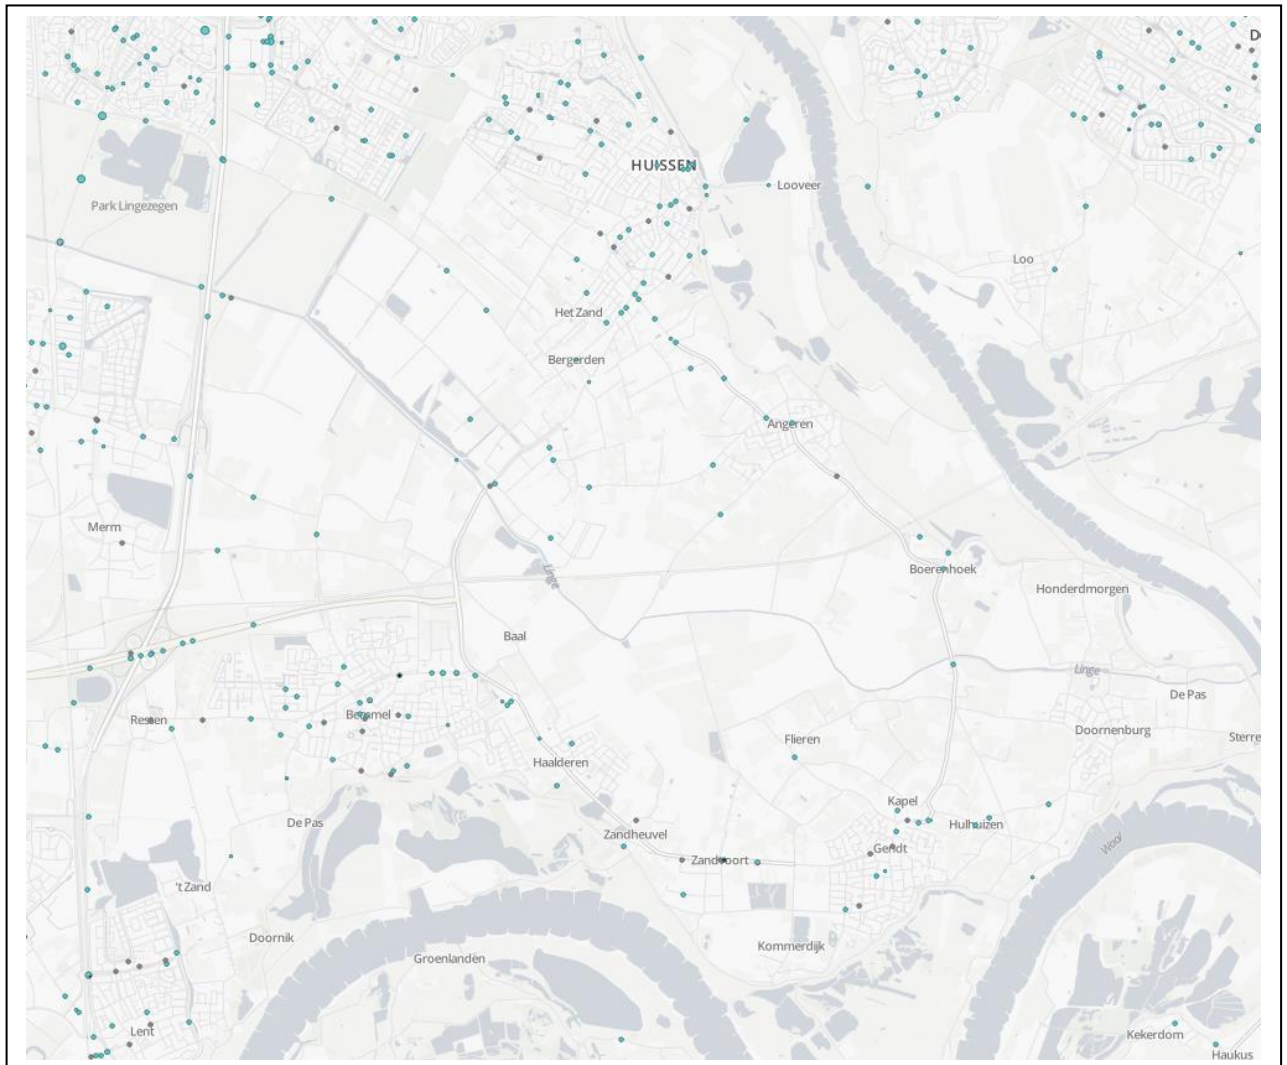 D
HUISSEN
Looveer
Park Lingezegen
Loo
Het Zand
Bergerden
Angeren
Merm
Linge
Boerenhoek
Honderdmorgen
Baal
Linge
De Pas
Ressen
Bemmel
Flieren
Doornenburg
Sterre
Haalderen
Kapel
De Pas
Hulhuizen
Zandheuvel
Waal
Gendt
Zandvoort
't Zand
Doornik
Kommerdijk
Groenlanden
Lent
Kekerdom
Haukus